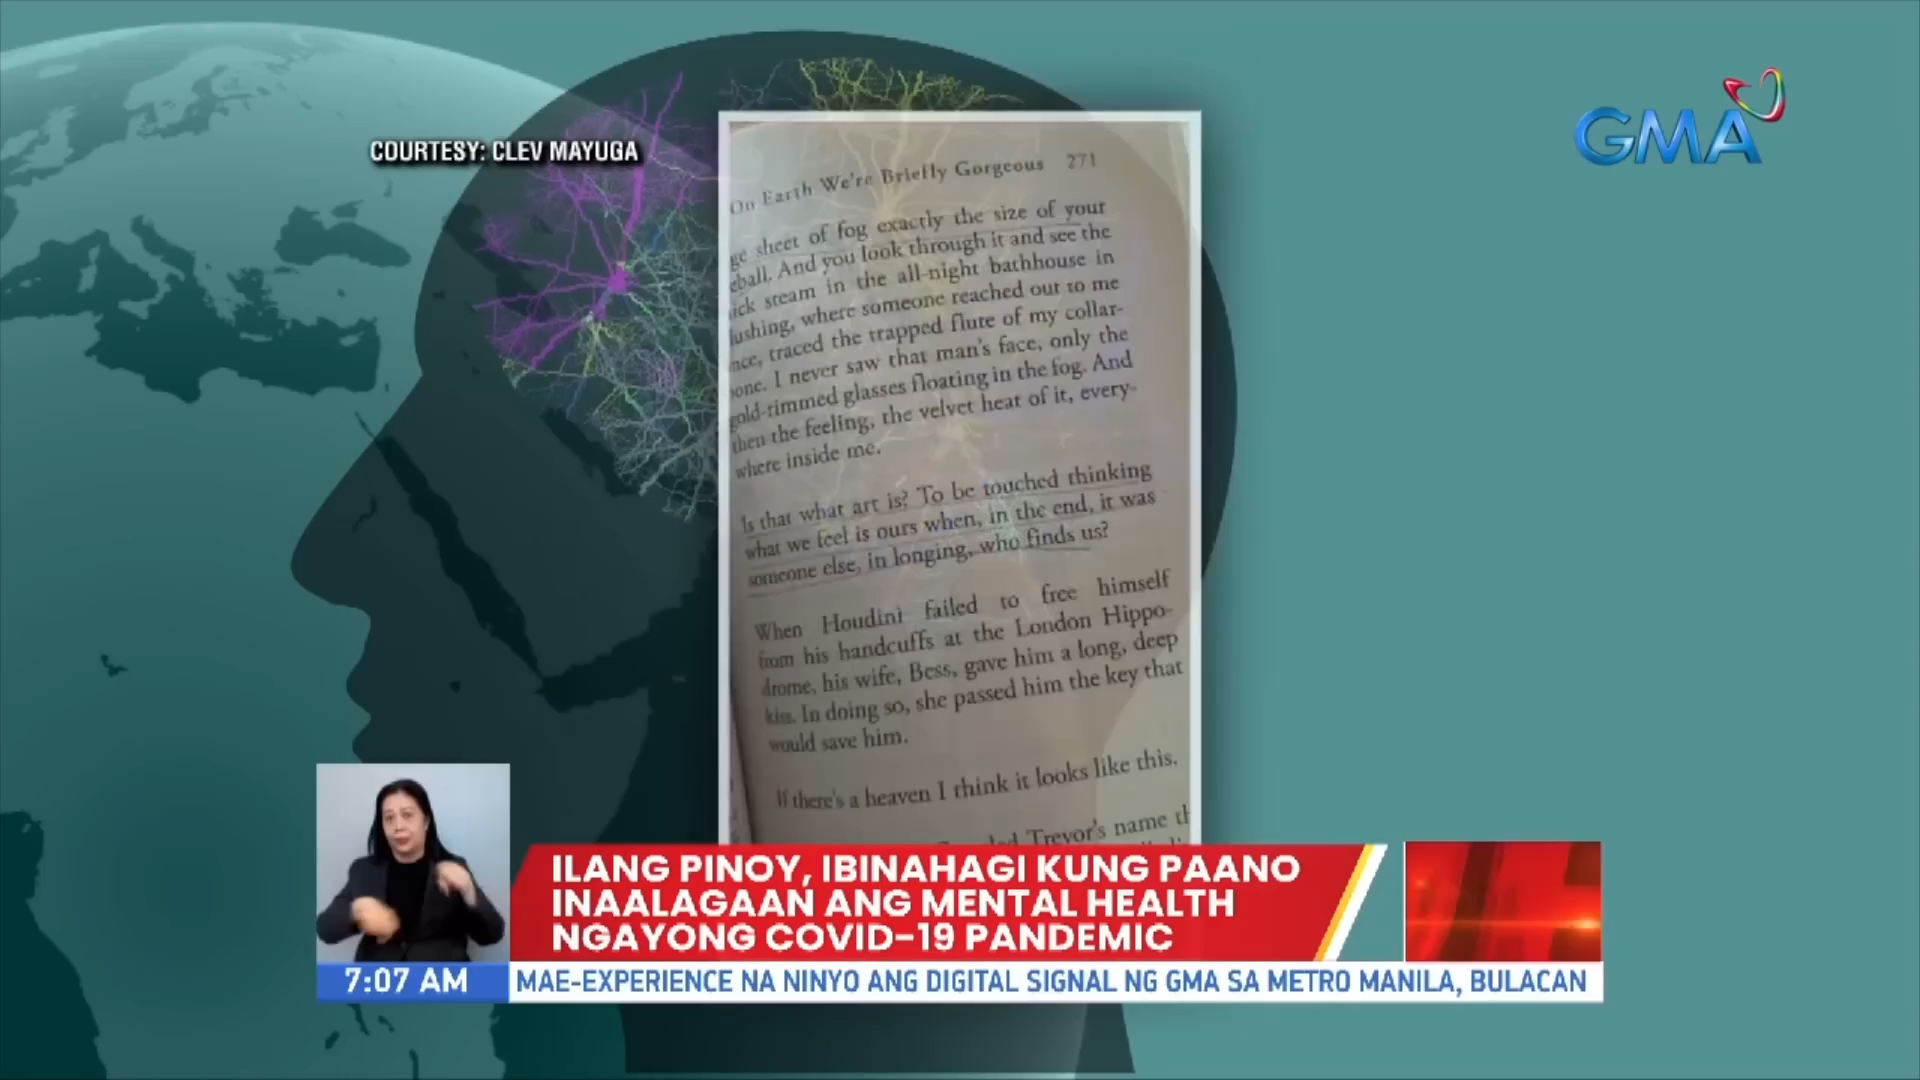 GMA
COURTESY: CLEV MAYUGA
On Earth We're Briefly Gorgeous 271
sheet of fog exactly the size of your
And you look through it and see the
steam in the all-night bathhouse in
where someone reached out to me
traced the trapped flute of my collar-
I never saw that man's face, only the
gold-rimmed glasses floating in the fog. And
then the feeling, the velvet heat of it, every-
where inside me.
Is that what art is? To be touched thinking
what we feel is ours when, in the end, it was
someone else, in longing, who finds us?
When Houdini failed to free himself
from his handcuffs at the London Hippo-
drome, his wife, Bess, gave him a long, deep
kiss. In doing so, she passed him the key that
would save him.
If there's a heaven I think it looks like this.
Trevor's name
ILANG PINOY, IBINAHAGI KUNG PAANO
INAALAGAAN ANG MENTAL HEALTH
NGAYONG COVID-19 PANDEMIC
7:07 AM MAE-EXPERIENCE NA NINYO ANG DIGITAL SIGNAL NG GMA SA METRO MANILA, BULACAN